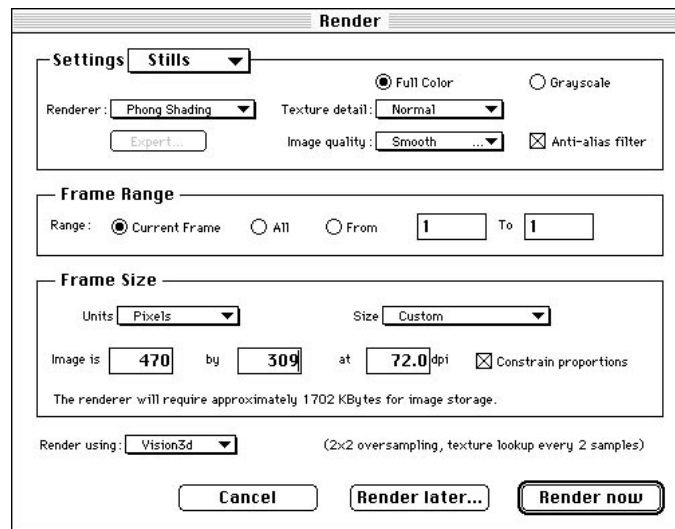 Render
Settings Stills
Full Color Grayscale
Renderer: Phong Shading Texture detail: Normal
Expert... Image quality: Smooth ... Anti-alias filter
Frame Range
Range: Current Frame All From 1 To 1
Frame Size
Units Pixels Size Custom
Image is 470 by 309 at 72.0 dpi Constrain proportions
The renderer will require approximately 1702 KBytes for image storage.
Render using: Vision3d (2x2 oversampling, texture lookup every 2 samples)
Cancel Render later... Render now